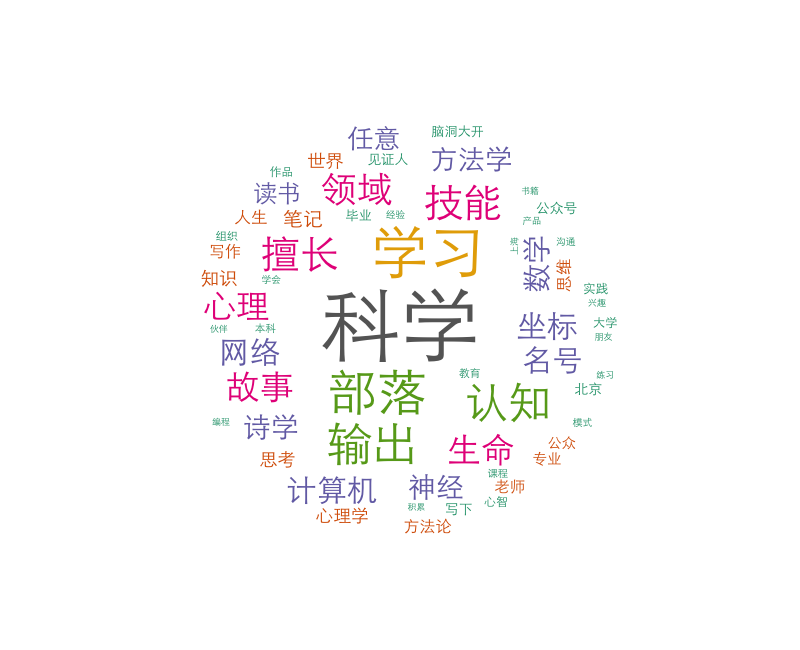 任意
脑洞大开
世界
见证人
方法学
作品
读书
领域
技能
书籍
人生
笔记
毕业
经验
公众号
产品
组织
写作
擅长
学习
上海
数学
沟通
思维
知识
学会
实践
心理
科学
兴趣
伙伴
本科
坐标
大学
朋友
网络
名号
故事
部落
教育
认知
练习
北京
编程
诗学
输出
模式
生命
公众
思考
专业
计算机
神经
课程
老师
心理学
积累
写下
心智
方法论